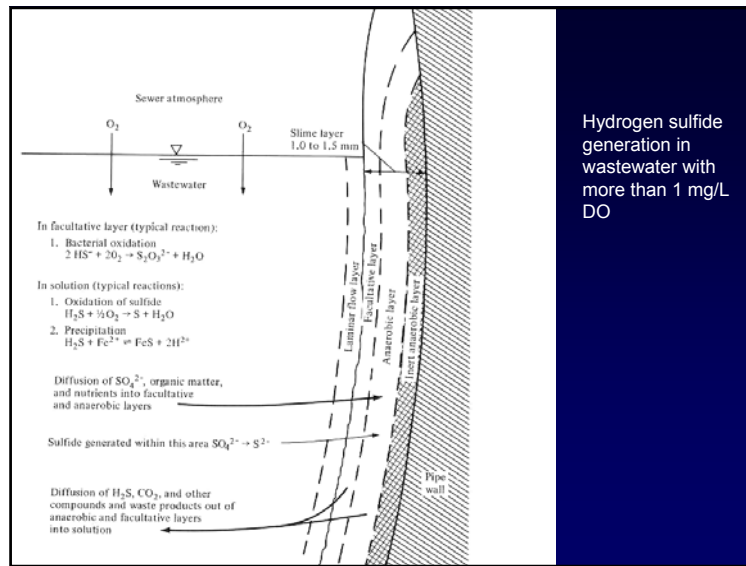 Sewer atmosphere
O₂
O₂
Slime layer
1.0 to 1.5 mm
Wastewater
In facultative layer (typical reaction):
1. Bacterial oxidation
2 HS⁻ + 2O₂ → S₂O₃²⁻ + H₂O
In solution (typical reactions):
1. Oxidation of sulfide
H₂S + ½O₂ → S + H₂O
2. Precipitation
H₂S + Fe²⁺ = FeS + 2H²⁺
Laminar flow layer
Facultative layer
Anaerobic layer
Inert anaerobic layer
Diffusion of SO₄²⁻, organic matter,
and nutrients into facultative
and anaerobic layers
Sulfide generated within this area SO₄²⁻ → S²⁻
Diffusion of H₂S, CO₂, and other
compounds and waste products out of
anaerobic and facultative layers
into solution
Pipe
wall
Hydrogen sulfide
generation in
wastewater with
more than 1 mg/L
DO